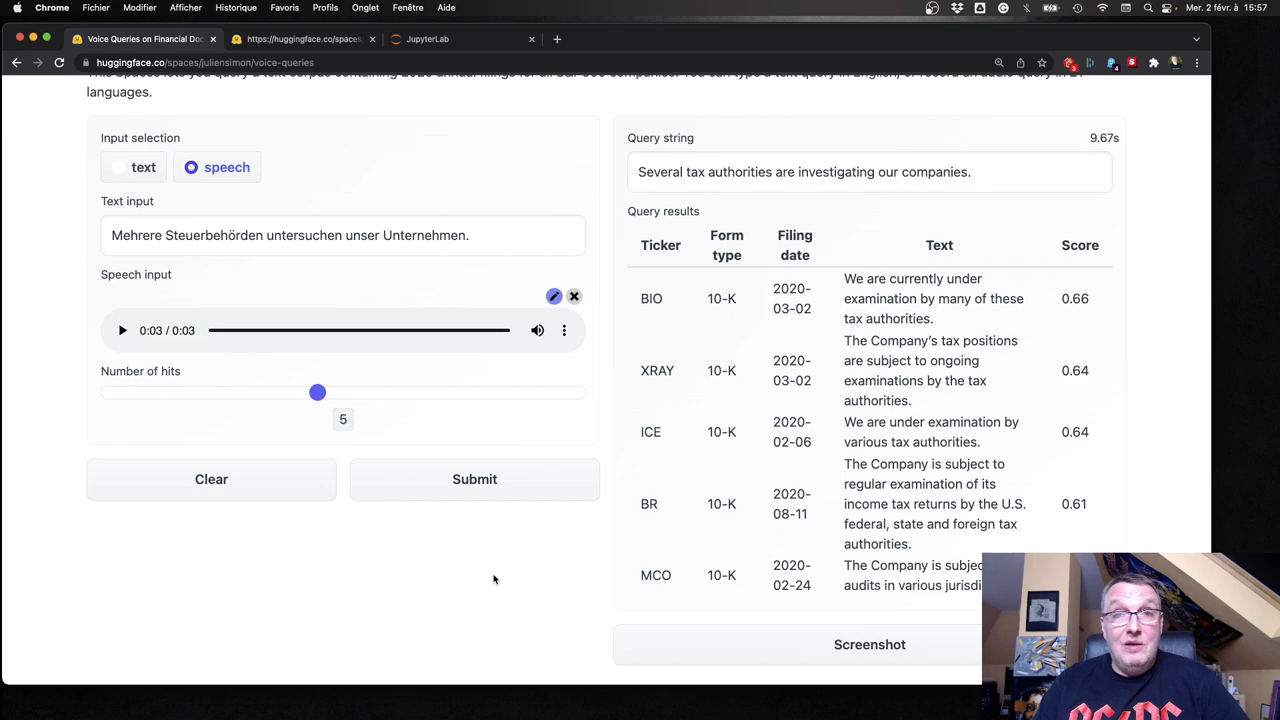 Chrome Fichier Modifier Afficher Historique Favoris Profils Onglet Fenêtre Aide Mer. 2 févr. à 15:57
Voice Queries on Financial Doc https://huggingface.co/spaces JupyterLab
huggingface.co/spaces/juliensimon/voice-queries
languages.
Input selection
text speech
Text input
Mehrere Steuerbehörden untersuchen unser Unternehmen.
Speech input
0:03 / 0:03
Number of hits
5
Clear Submit
Query string 9.67s
Several tax authorities are investigating our companies.
Query results
Ticker Form type Filing date Text Score
BIO 10-K 2020-03-02 We are currently under examination by many of these tax authorities. 0.66
XRAY 10-K 2020-03-02 The Company’s tax positions are subject to ongoing examinations by the tax authorities. 0.64
ICE 10-K 2020-02-06 We are under examination by various tax authorities. 0.64
BR 10-K 2020-08-11 The Company is subject to regular examination of its income tax returns by the U.S. federal, state and foreign tax authorities. 0.61
MCO 10-K 2020-02-24 The Company is subjec audits in various jurisdi
Screenshot